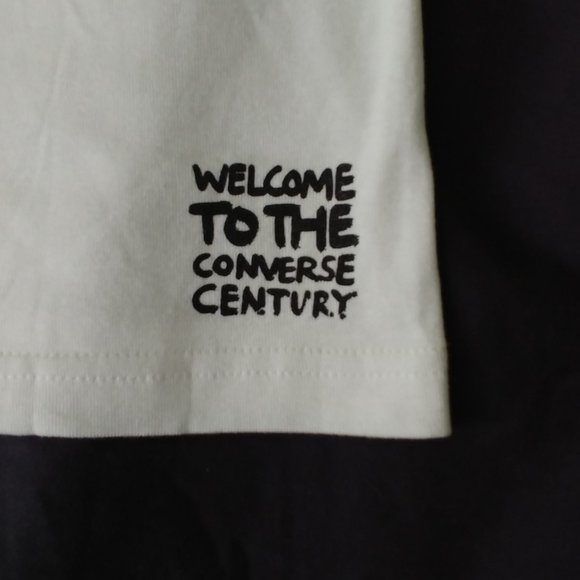 WELCOME
TO THE
CONVERSE
CENTURY